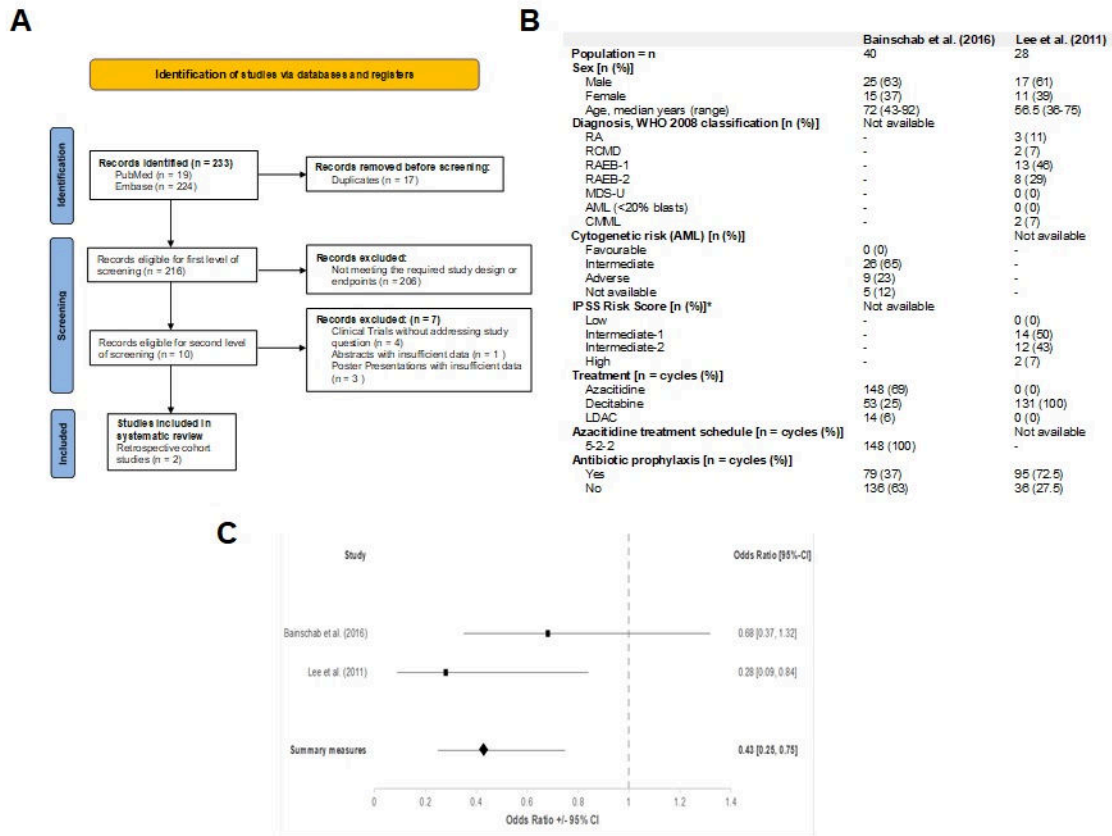 A
Identification of studies via databases and registers
Identification
Records identified (n = 233)
PubMed (n = 19)
Embase (n = 224)
Records removed before screening:
Duplicates (n = 17)
Screening
Records eligible for first level of
screening (n = 216)
Records excluded:
Not meeting the required study design or
endpoints (n = 206)
Records eligible for second level
of screening (n = 10)
Records excluded: (n = 7)
Clinical Trials without addressing study
question (n = 4)
Abstracts with insufficient data (n = 1 )
Poster Presentations with insufficient data
(n = 3 )
Included
Studies included in
systematic review
Retrospective cohort
studies (n = 2)
B
Bainschab et al. (2016) Lee et al. (2011)
Population = n 40 28
Sex [n (%)]
Male 25 (63) 17 (61)
Female 15 (37) 11 (39)
Age, median years (range) 72 (43-92) 56.5 (36-75)
Diagnosis, WHO 2008 classification [n (%)] Not available
RA - 3 (11)
RCMD - 2 (7)
RAEB-1 - 13 (46)
RAEB-2 - 8 (29)
MDS-U - 0 (0)
AML (<20% blasts) - 0 (0)
CMML - 2 (7)
Cytogenetic risk (AML) [n (%)] Not available
Favourable 0 (0) -
Intermediate 26 (65) -
Adverse 9 (23) -
Not available 5 (12) -
IPSS Risk Score [n (%)]* Not available
Low - 0 (0)
Intermediate-1 - 14 (50)
Intermediate-2 - 12 (43)
High - 2 (7)
Treatment [n = cycles (%)]
Azacitidine 148 (69) 0 (0)
Decitabine 53 (25) 131 (100)
LDAC 14 (6) 0 (0)
Azacitidine treatment schedule [n = cycles (%)] Not available
5-2-2 148 (100) -
Antibiotic prophylaxis [n = cycles (%)]
Yes 79 (37) 95 (72.5)
No 136 (63) 36 (27.5)
C
Study Odds Ratio [95%-CI]
Bainschab et al. (2016) 0.68 [0.37, 1.32]
Lee et al. (2011) 0.28 [0.09, 0.84]
Summary measures 0.43 [0.25, 0.75]
0 0.2 0.4 0.6 0.8 1 1.2 1.4
Odds Ratio +/- 95% CI